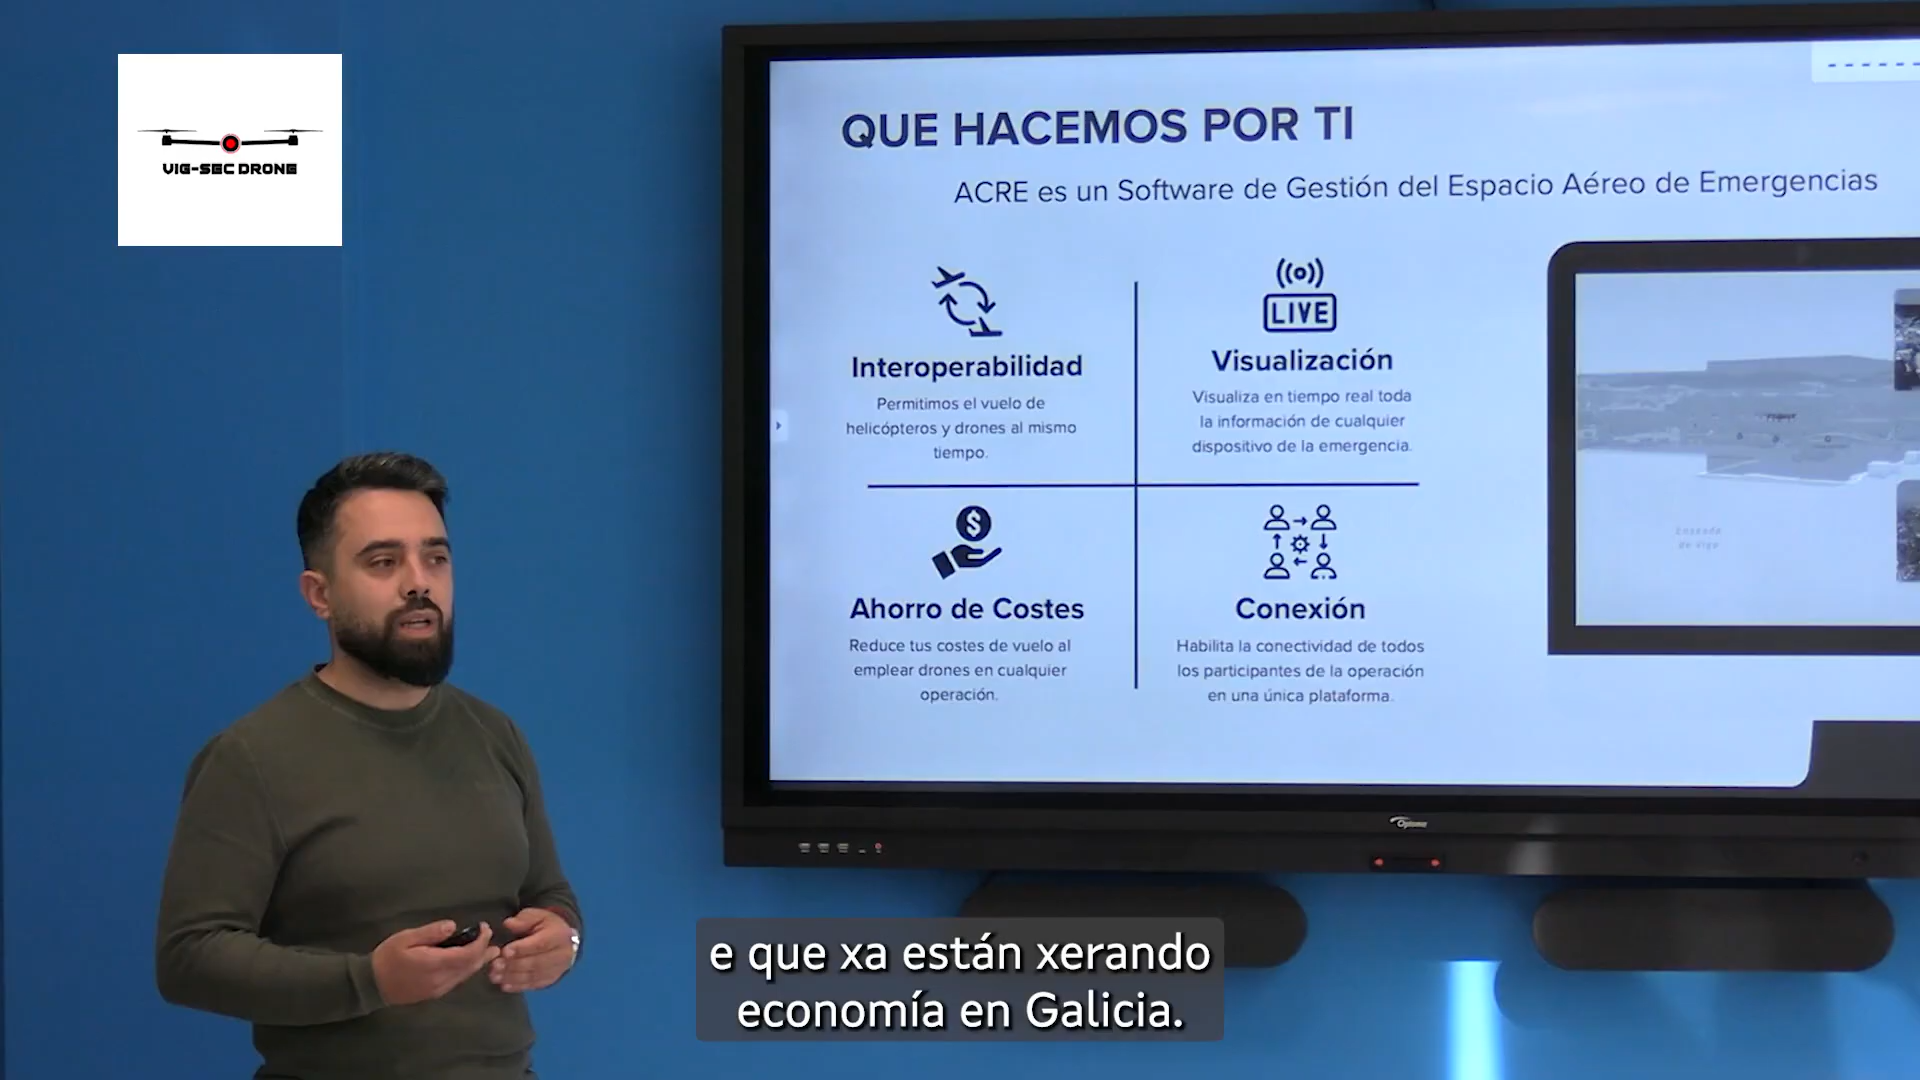 VIG-SEC DRONE
QUE HACEMOS POR TI
ACRE es un Software de Gestión del Espacio Aéreo de Emergencias
Interoperabilidad
Permitimos el vuelo de
helicópteros y drones al mismo
tiempo.
LIVE
Visualización
Visualiza en tiempo real toda
la información de cualquier
dispositivo de la emergencia.
Ahorro de Costes
Reduce tus costes de vuelo al
emplear drones en cualquier
operación.
Conexión
Habilita la conectividad de todos
los participantes de la operación
en una única plataforma.
Ensenada
de Vigo
Optoma
e que xa están xerando
economía en Galicia.